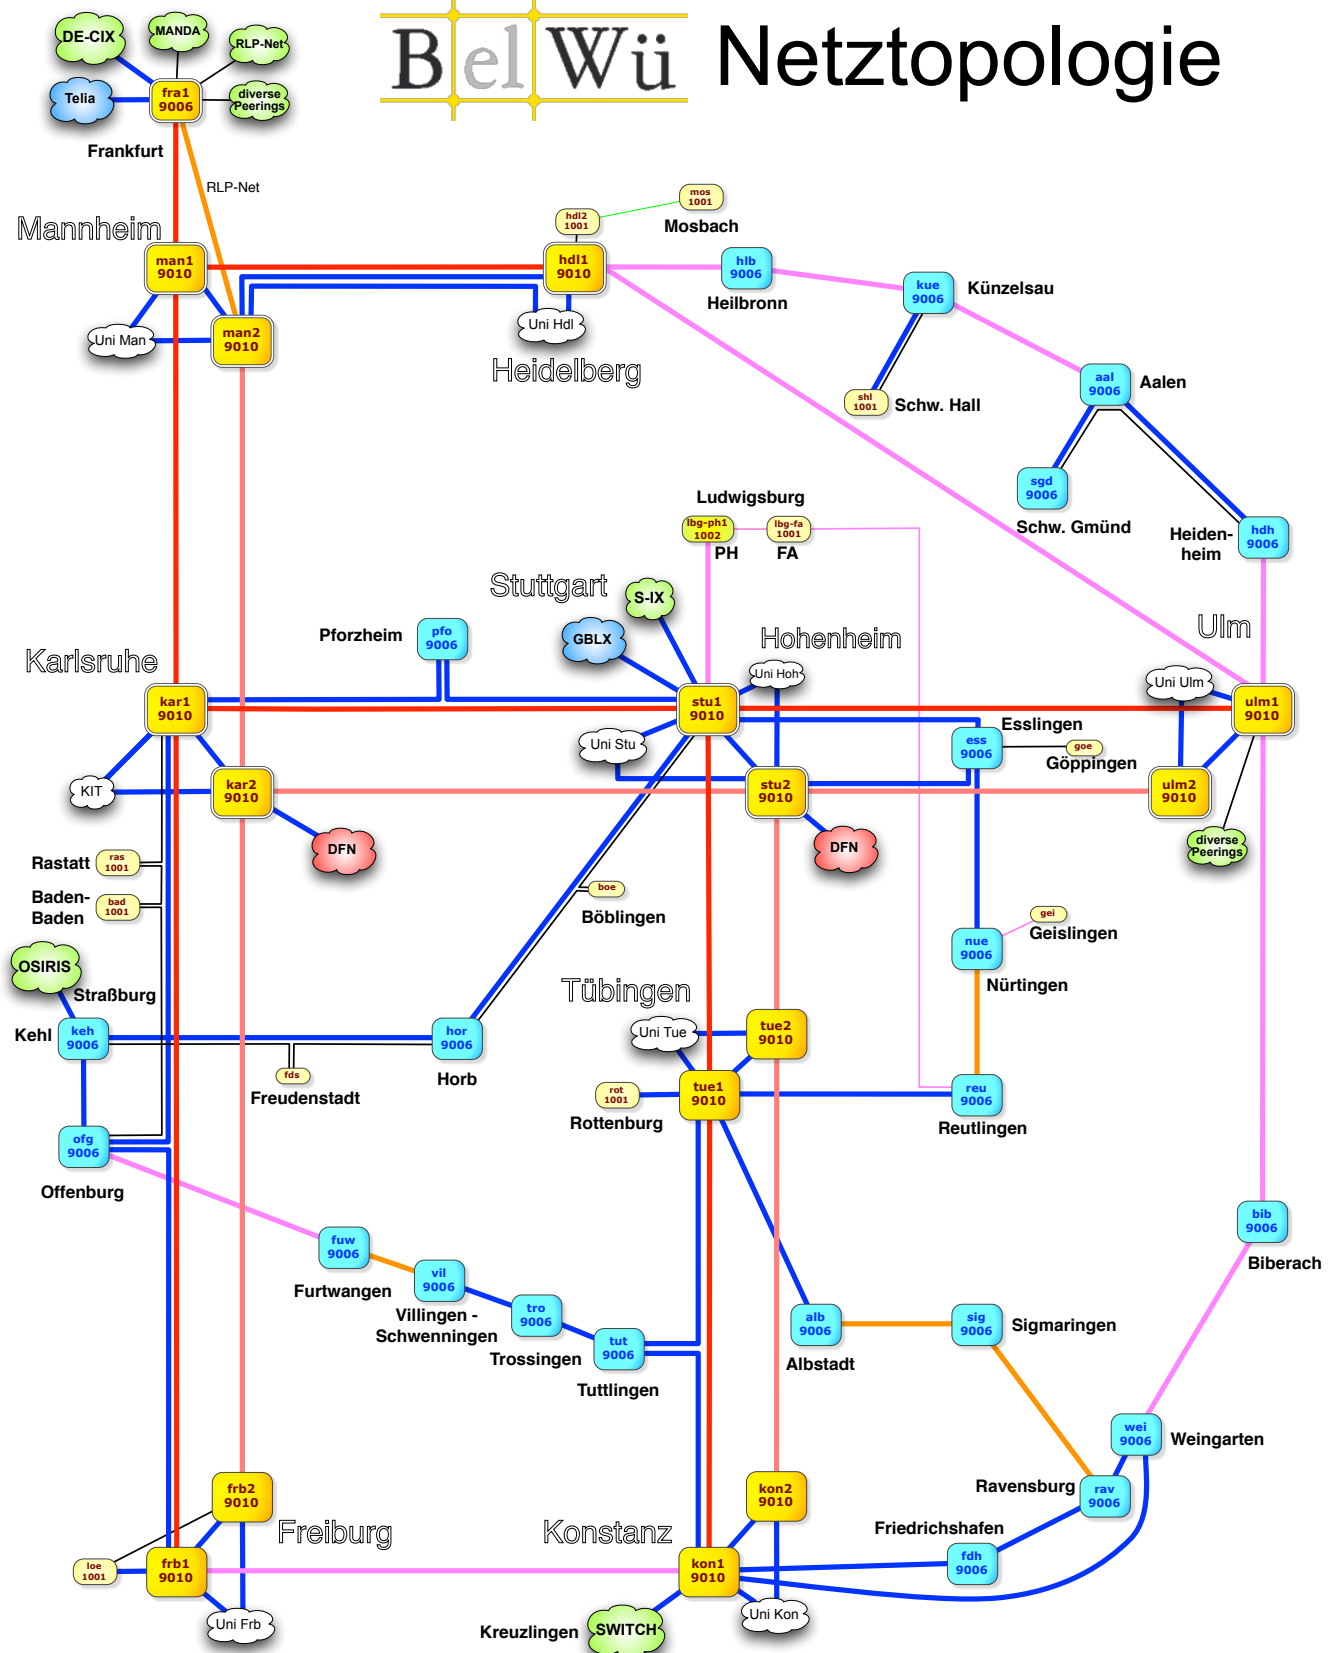 BelWü Netztopologie
DE-CIX
MANDA
RLP-Net
Telia
fra1
9006
diverse
Peerings
Frankfurt
RLP-Net
Mannheim
man1
9010
Uni Man
man2
9010
hdl2
1001
mos
1001
Mosbach
hdl1
9010
Uni Hdl
Heidelberg
hlb
9006
Heilbronn
kue
9006
Künzelsau
shl
1001
Schw. Hall
aal
9006
Aalen
sgd
9006
Schw. Gmünd
Heiden-
heim
hdh
9006
Ludwigsburg
lbg-ph1
1002
PH
lbg-fa
1001
FA
Stuttgart
S-IX
GBLX
Hohenheim
Uni Hoh
Pforzheim
pfo
9006
Ulm
Uni Ulm
Karlsruhe
kar1
9010
stu1
9010
ulm1
9010
Uni Stu
Esslingen
ess
9006
goe
Göppingen
KIT
kar2
9010
stu2
9010
ulm2
9010
DFN
DFN
diverse
Peerings
Rastatt
ras
1001
Baden-
Baden
bad
1001
boe
Böblingen
gei
Geislingen
nue
9006
Nürtingen
OSIRIS
Straßburg
Kehl
keh
9006
hor
9006
Horb
fds
Freudenstadt
Tübingen
Uni Tue
tue2
9010
tue1
9010
rot
1001
Rottenburg
reu
9006
Reutlingen
ofg
9006
Offenburg
fuw
9006
Furtwangen
vil
9006
Villingen -
Schwenningen
tro
9006
Trossingen
tut
9006
Tuttlingen
alb
9006
Albstadt
sig
9006
Sigmaringen
bib
9006
Biberach
wei
9006
Weingarten
Ravensburg
rav
9006
Friedrichshafen
fdh
9006
frb2
9010
Freiburg
loe
1001
frb1
9010
Uni Frb
Konstanz
kon2
9010
kon1
9010
Uni Kon
Kreuzlingen
SWITCH